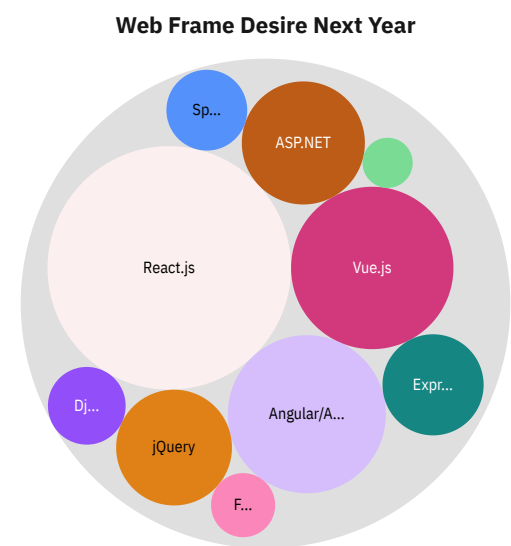 Web Frame Desire Next Year
Sp...
ASP.NET
React.js
Vue.js
Expr...
Dj...
Angular/A...
jQuery
F...